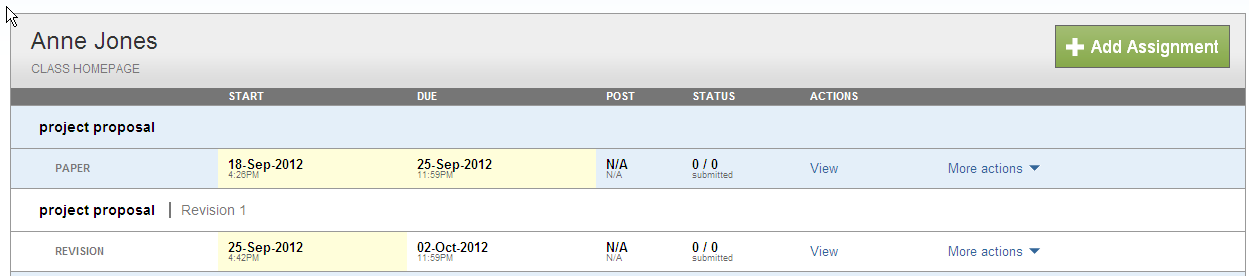 Anne Jones
CLASS HOMEPAGE
Add Assignment
START DUE POST STATUS ACTIONS
project proposal
PAPER 18-Sep-2012 25-Sep-2012 N/A 0 / 0 View More actions
4:26PM 11:59PM N/A submitted
project proposal | Revision 1
REVISION 25-Sep-2012 02-Oct-2012 N/A 0 / 0 View More actions
4:42PM 11:59PM N/A submitted